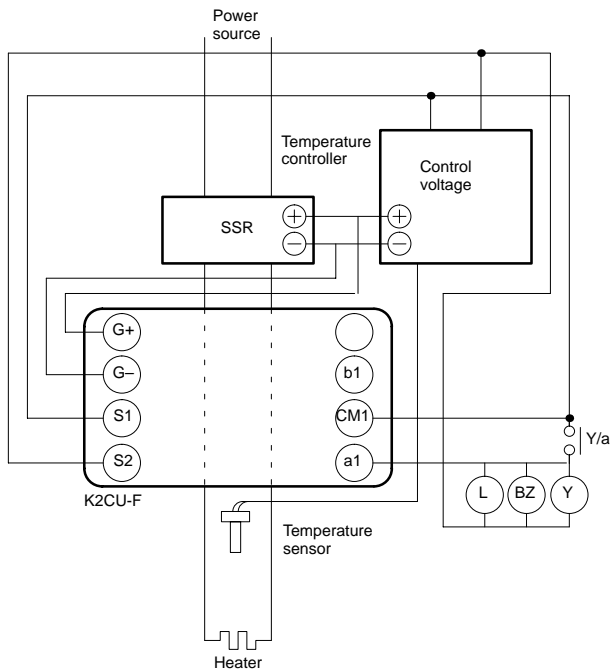 Power
source
Temperature
controller
Control
voltage
SSR
+
+
−
−
G+
G–
b1
S1
CM1
Y/a
S2
a1
L
BZ
Y
K2CU-F
Temperature
sensor
Heater